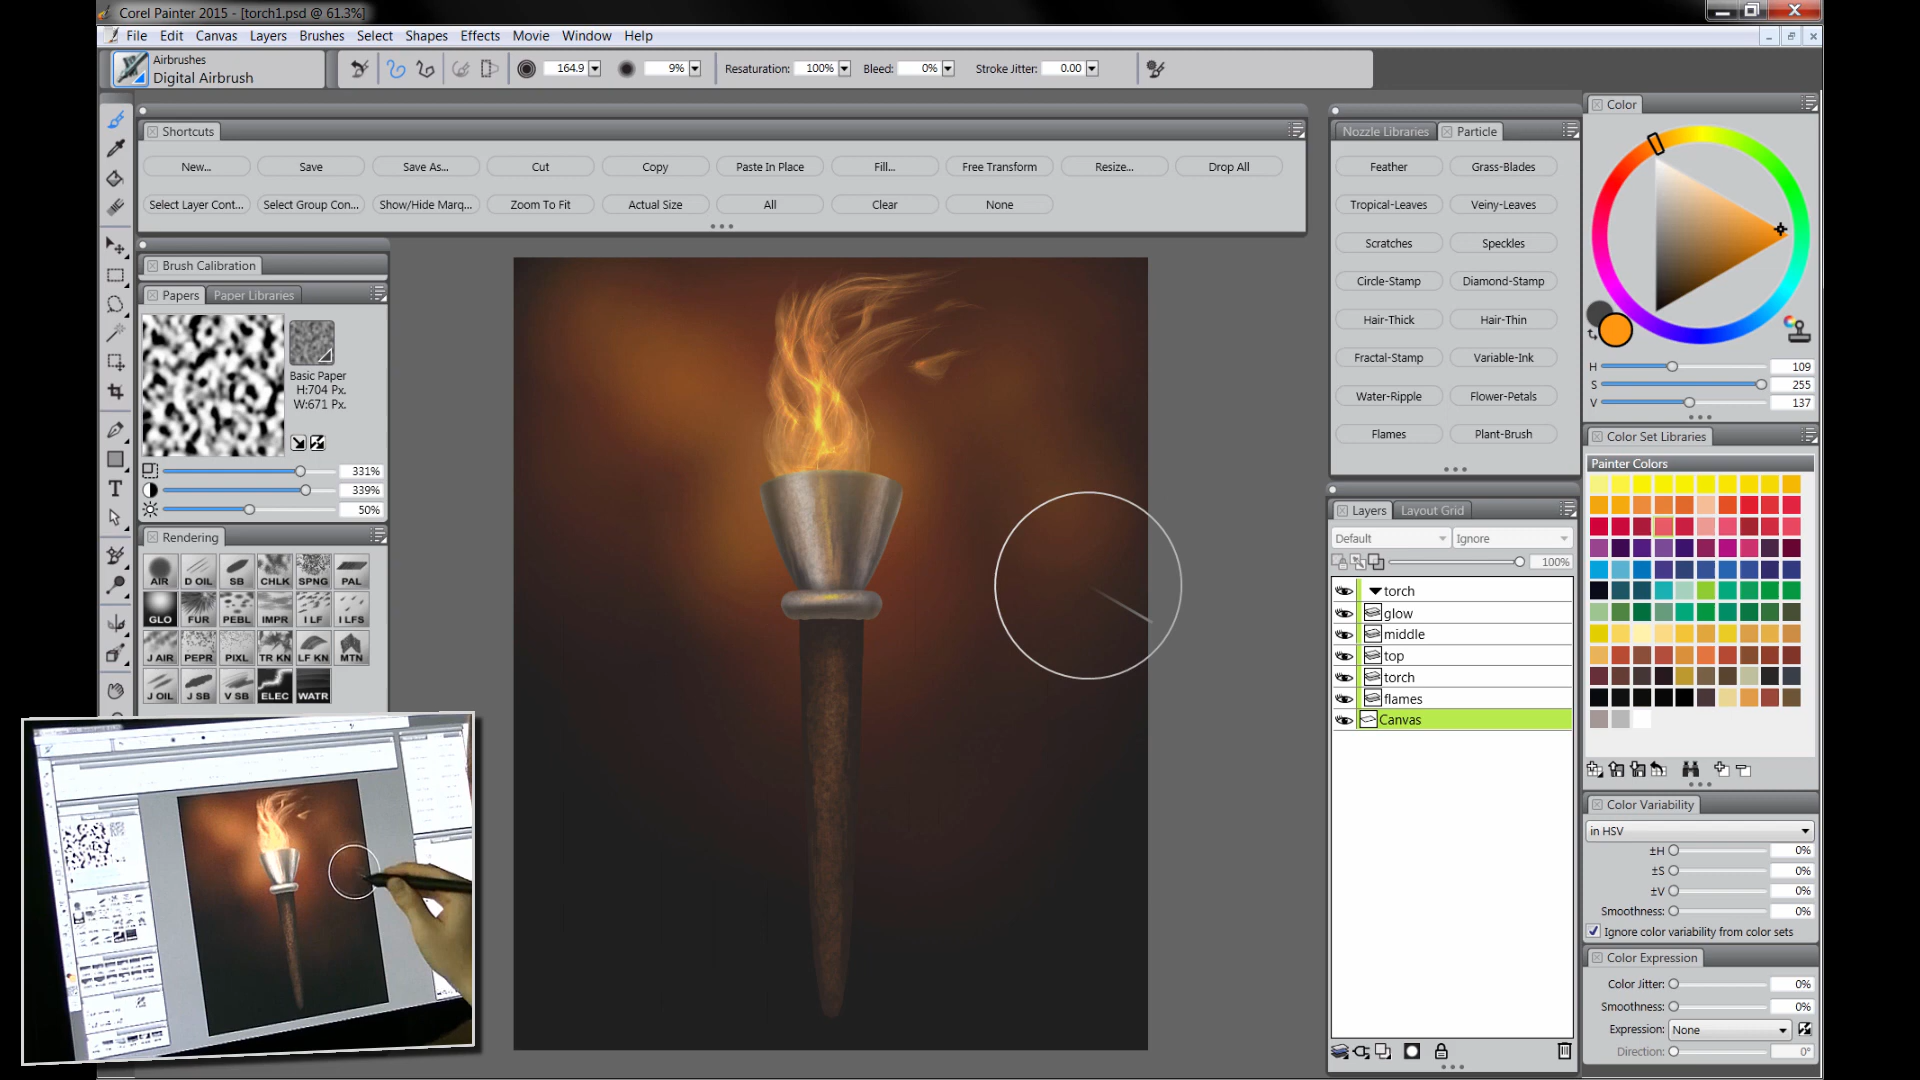 Corel Painter 2015 - [torch1.psd @ 61.3%]
File Edit Canvas Layers Brushes Select Shapes Effects Movie Window Help
Airbrushes
Digital Airbrush
164.9 9% Resaturation: 100% Bleed: 0% Stroke Jitter: 0.00
Shortcuts
New... Save Save As... Cut Copy Paste In Place Fill... Free Transform Resize... Drop All
Select Layer Cont... Select Group Con... Show/Hide Marq... Zoom To Fit Actual Size All Clear None
Brush Calibration
Papers Paper Libraries
Basic Paper
H:704 Px.
W:671 Px.
331%
339%
50%
Rendering
AIR D OIL SB CHLK SPNG PAL
GLO FUR PEBL IMPR I LF I LFS
J AIR PEPR PIXL TR KN LF KN MTN
J OIL J SB V SB ELEC WATR
T
Nozzle Libraries Particle
Feather Grass-Blades
Tropical-Leaves Veiny-Leaves
Scratches Speckles
Circle-Stamp Diamond-Stamp
Hair-Thick Hair-Thin
Fractal-Stamp Variable-Ink
Water-Ripple Flower-Petals
Flames Plant-Brush
Layers Layout Grid
Default Ignore
100%
torch
glow
middle
top
torch
flames
Canvas
Color
H 109
S 255
V 137
Color Set Libraries
Painter Colors
Color Variability
in HSV
±H 0%
±S 0%
±V 0%
Smoothness: 0%
Ignore color variability from color sets
Color Expression
Color Jitter: 0%
Smoothness: 0%
Expression: None
Direction: 0°